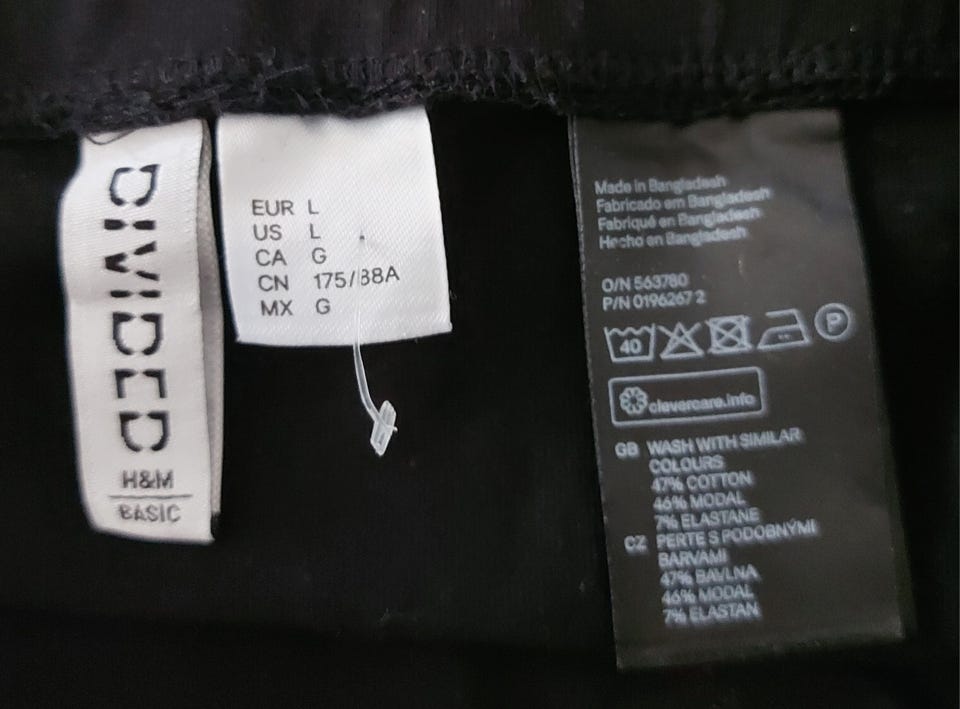 DIVIDED
H&M
BASIC
EUR L
US L
CA G
CN 175/88A
MX G
Made in Bangladesh
Fabricado em Bangladesh
Fabriqué en Bangladesh
Hecho en Bangladesh
O/N 563780
P/N 0196267 2
40 P
clevercare.info
GB WASH WITH SIMILAR
COLOURS
47% COTTON
46% MODAL
7% ELASTANE
CZ PERTE S PODOBNÝMI
BARVAMI
47% BAVLNA
46% MODAL
7% ELASTAN